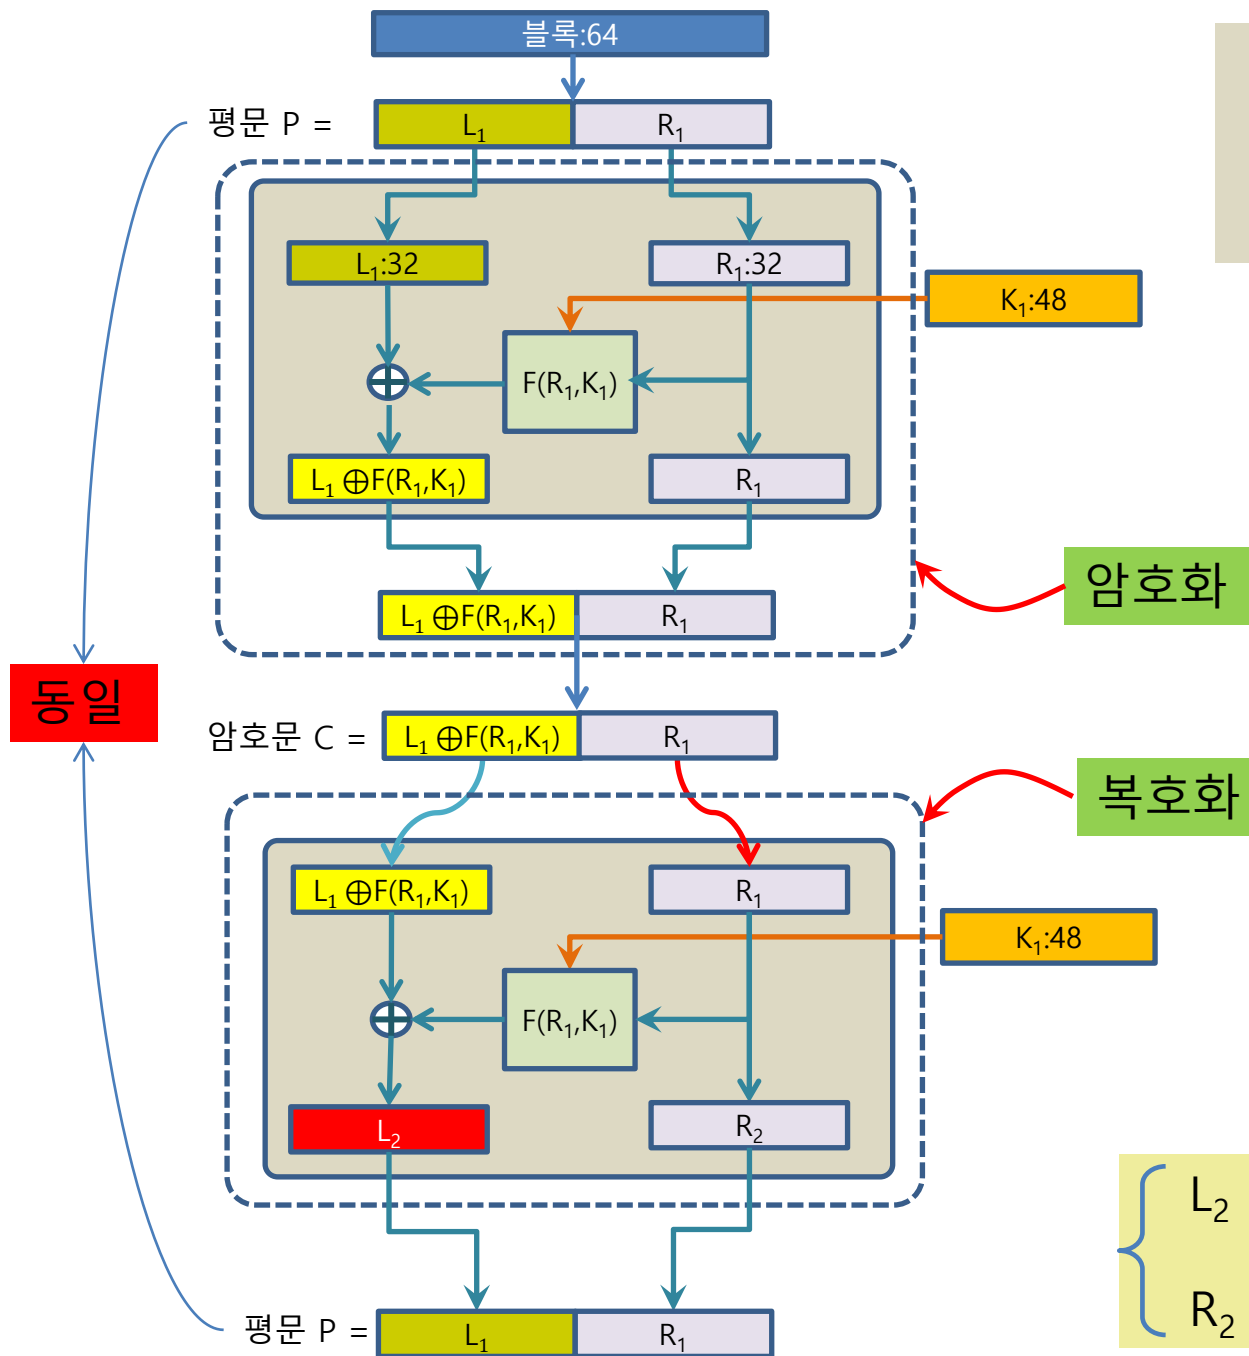 블록:64
평문 P =
L₁
R₁
L₁:32
R₁:32
K₁:48
F(R₁,K₁)
L₁ ⊕F(R₁,K₁)
R₁
암호화
L₁ ⊕F(R₁,K₁)
R₁
동일
암호문 C =
L₁ ⊕F(R₁,K₁)
R₁
복호화
L₁ ⊕F(R₁,K₁)
R₁
K₁:48
F(R₁,K₁)
L₂
R₂
L₂
R₂
평문 P =
L₁
R₁